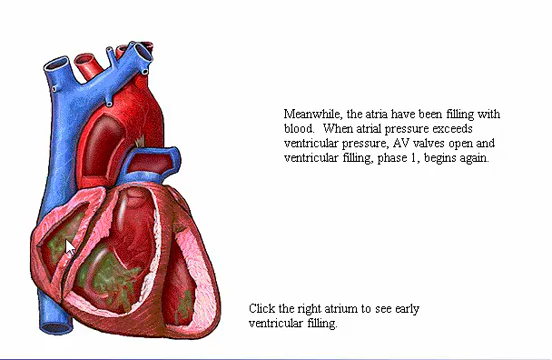 Meanwhile, the atria have been filling with
blood.  When atrial pressure exceeds
ventricular pressure, AV valves open and
ventricular filling, phase 1, begins again.
Click the right atrium to see early
ventricular filling.